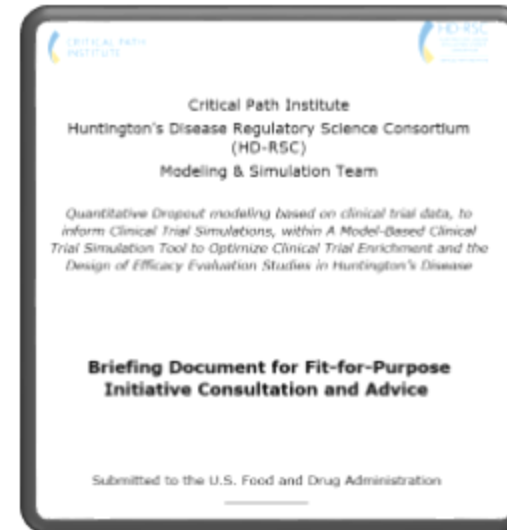 CRITICAL PATH
INSTITUTE
HD-RSC
Critical Path Institute
Huntington's Disease Regulatory Science Consortium
(HD-RSC)
Modeling & Simulation Team
Quantitative Dropout modeling based on clinical trial data, to
inform Clinical Trial Simulations, within A Model-Based Clinical
Trial Simulation Tool to Optimize Clinical Trial Enrichment and the
Design of Efficacy Evaluation Studies in Huntington's Disease
Briefing Document for Fit-for-Purpose
Initiative Consultation and Advice
Submitted to the U.S. Food and Drug Administration